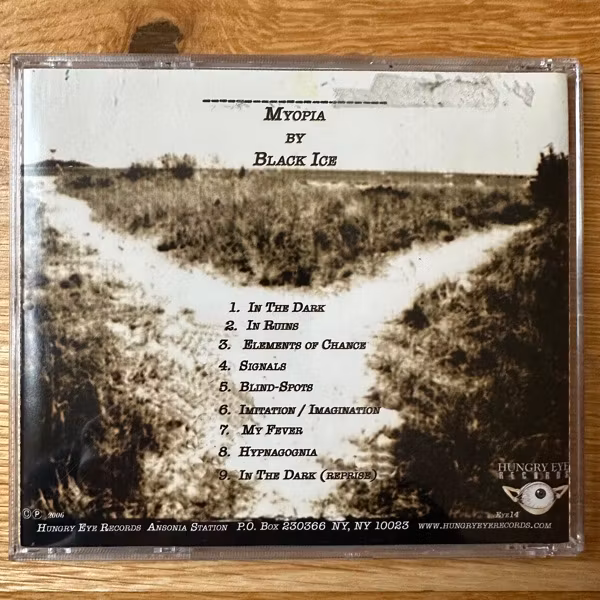 Myopia
by
Black Ice
1. In The Dark
2. In Ruins
3. Elements of Chance
4. Signals
5. Blind-Spots
6. Imitation / Imagination
7. My Fever
8. Hypnagognia
9. In The Dark (reprise)
HUNGRY EYE
RECORDS
Eye14
©℗ 2006
Hungry Eye Records Ansonia Station P.O. Box 230366 NY, NY 10023 www.hungryeyerecords.com